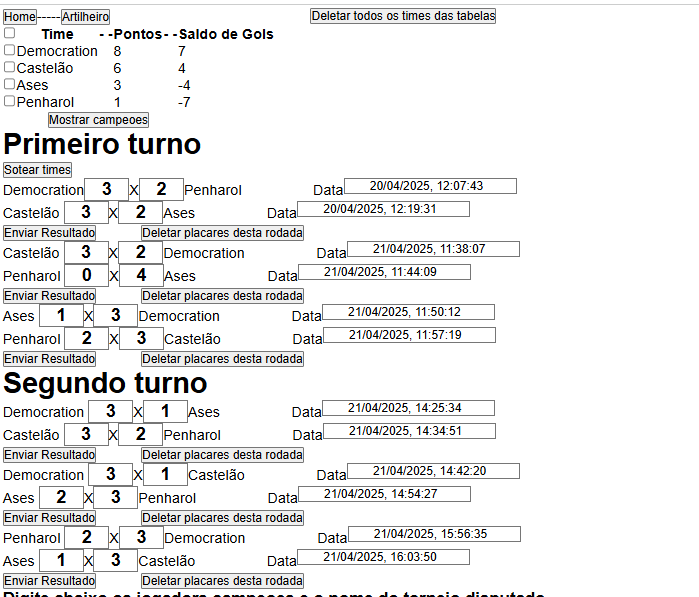 Home-----Artilheiro Deletar todos os times das tabelas
Time - -Pontos- -Saldo de Gols
Democration 8 7
Castelão 6 4
Ases 3 -4
Penharol 1 -7
Mostrar campeoes
Primeiro turno
Sotear times
Democration 3 X 2 Penharol Data 20/04/2025, 12:07:43
Castelão 3 X 2 Ases Data 20/04/2025, 12:19:31
Enviar Resultado Deletar placares desta rodada
Castelão 3 X 2 Democration Data 21/04/2025, 11:38:07
Penharol 0 X 4 Ases Data 21/04/2025, 11:44:09
Enviar Resultado Deletar placares desta rodada
Ases 1 X 3 Democration Data 21/04/2025, 11:50:12
Penharol 2 X 3 Castelão Data 21/04/2025, 11:57:19
Enviar Resultado Deletar placares desta rodada
Segundo turno
Democration 3 X 1 Ases Data 21/04/2025, 14:25:34
Castelão 3 X 2 Penharol Data 21/04/2025, 14:34:51
Enviar Resultado Deletar placares desta rodada
Democration 3 X 1 Castelão Data 21/04/2025, 14:42:20
Ases 2 X 3 Penharol Data 21/04/2025, 14:54:27
Enviar Resultado Deletar placares desta rodada
Penharol 2 X 3 Democration Data 21/04/2025, 15:56:35
Ases 1 X 3 Castelão Data 21/04/2025, 16:03:50
Enviar Resultado Deletar placares desta rodada
Digite abaixo os jogadora campeoes e o nome do torneio disputado